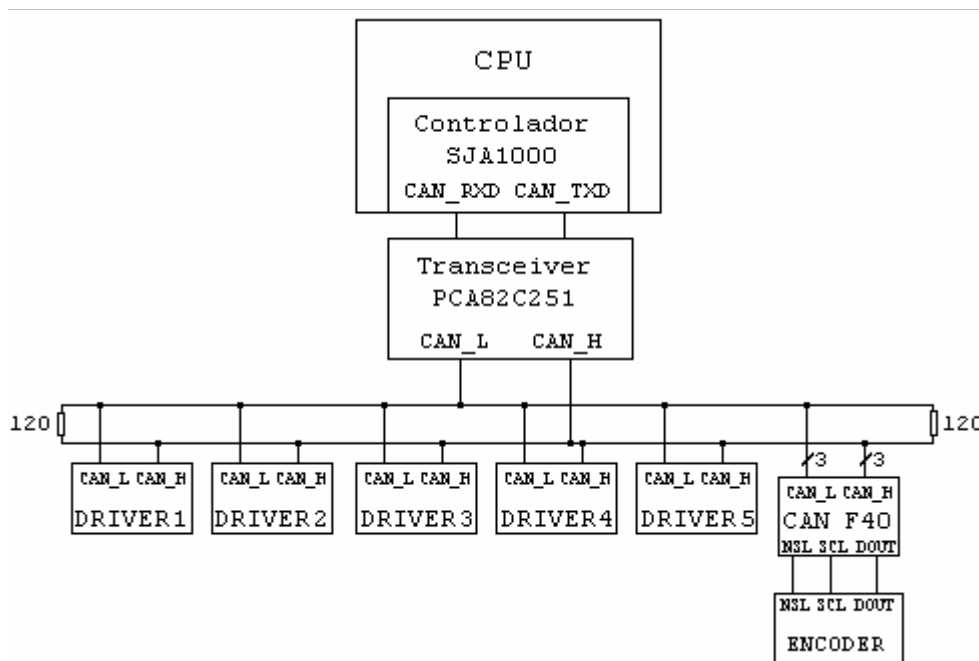 CPU
Controlador
SJA1000
CAN_RXD CAN_TXD
Transceiver
PCA82C251
CAN_L CAN_H
120
120
CAN_L CAN_H
DRIVER1
CAN_L CAN_H
DRIVER2
CAN_L CAN_H
DRIVER3
CAN_L CAN_H
DRIVER4
CAN_L CAN_H
DRIVER5
3 3
CAN_L CAN_H
CAN F40
NSL SCL DOUT
NSL SCL DOUT
ENCODER